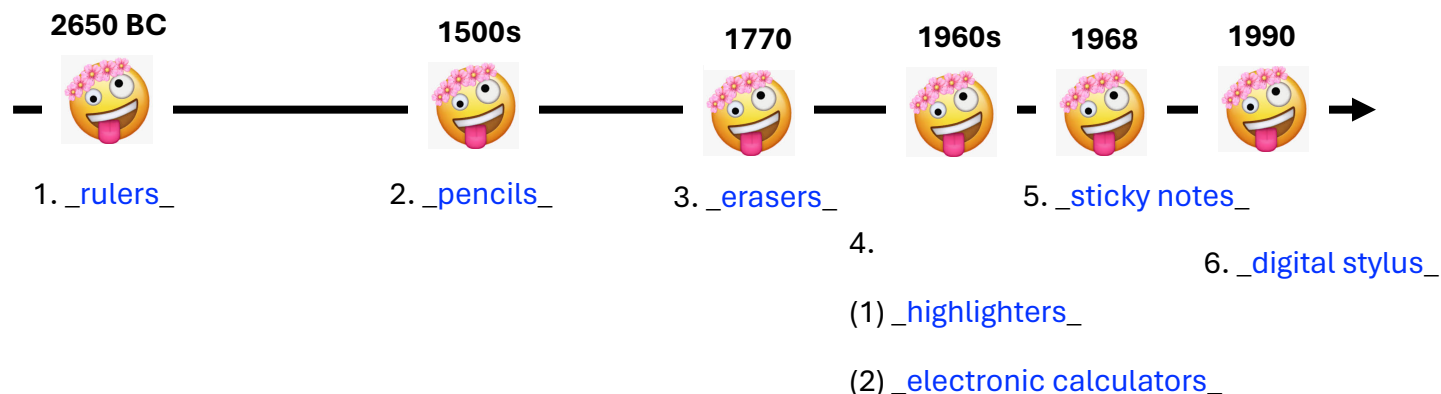 2650 BC
1500s
1770
1960s
1968
1990
1. _rulers_
2. _pencils_
3. _erasers_
5. _sticky notes_
4.
6. _digital stylus_
(1) _highlighters_
(2) _electronic calculators_